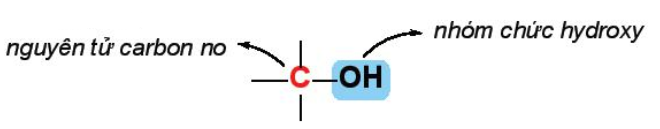 nhóm chức hydroxy
nguyên tử carbon no
C OH